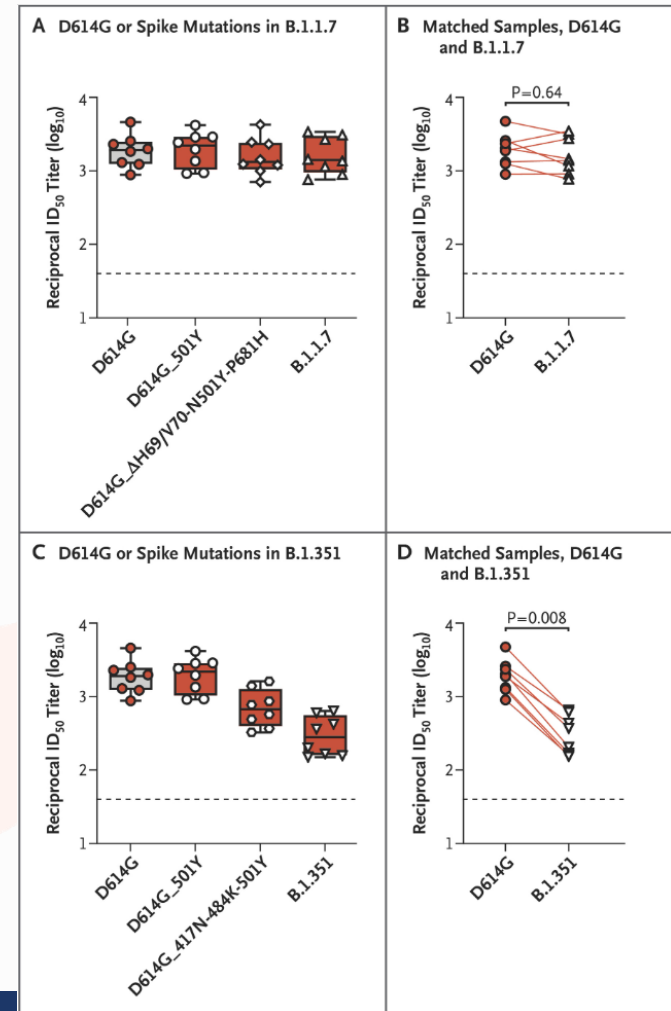 A D614G or Spike Mutations in B.1.1.7
Reciprocal ID50 Titer (log10)
4
3
2
1
D614G
D614G_501Y
D614G_ΔH69/V70-N501Y-P681H
B.1.1.7
B Matched Samples, D614G
and B.1.1.7
P=0.64
Reciprocal ID50 Titer (log10)
4
3
2
1
D614G
B.1.1.7
C D614G or Spike Mutations in B.1.351
Reciprocal ID50 Titer (log10)
4
3
2
1
D614G
D614G_501Y
D614G_417N-484K-501Y
B.1.351
D Matched Samples, D614G
and B.1.351
P=0.008
Reciprocal ID50 Titer (log10)
4
3
2
1
D614G
B.1.351